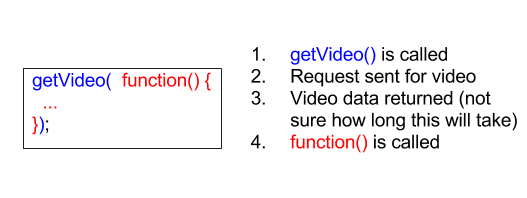 getVideo( function() {
...
});
1. getVideo() is called
2. Request sent for video
3. Video data returned (not
sure how long this will take)
4. function() is called